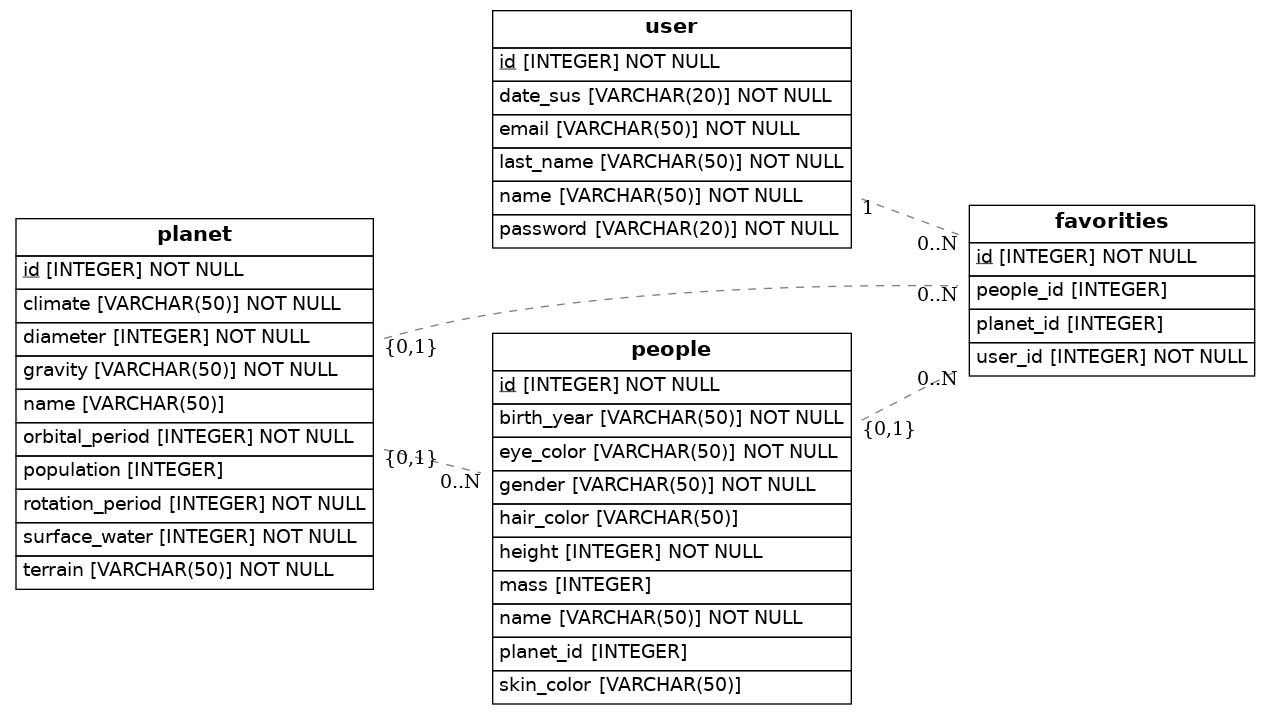 user
id [INTEGER] NOT NULL
date_sus [VARCHAR(20)] NOT NULL
email [VARCHAR(50)] NOT NULL
last_name [VARCHAR(50)] NOT NULL
name [VARCHAR(50)] NOT NULL
password [VARCHAR(20)] NOT NULL
planet
id [INTEGER] NOT NULL
climate [VARCHAR(50)] NOT NULL
diameter [INTEGER] NOT NULL
gravity [VARCHAR(50)] NOT NULL
name [VARCHAR(50)]
orbital_period [INTEGER] NOT NULL
population [INTEGER]
rotation_period [INTEGER] NOT NULL
surface_water [INTEGER] NOT NULL
terrain [VARCHAR(50)] NOT NULL
people
id [INTEGER] NOT NULL
birth_year [VARCHAR(50)] NOT NULL
eye_color [VARCHAR(50)] NOT NULL
gender [VARCHAR(50)] NOT NULL
hair_color [VARCHAR(50)]
height [INTEGER] NOT NULL
mass [INTEGER]
name [VARCHAR(50)] NOT NULL
planet_id [INTEGER]
skin_color [VARCHAR(50)]
favorities
id [INTEGER] NOT NULL
people_id [INTEGER]
planet_id [INTEGER]
user_id [INTEGER] NOT NULL
1
0..N
0..N
{0,1}
0..N
{0,1}
{0,1}
0..N